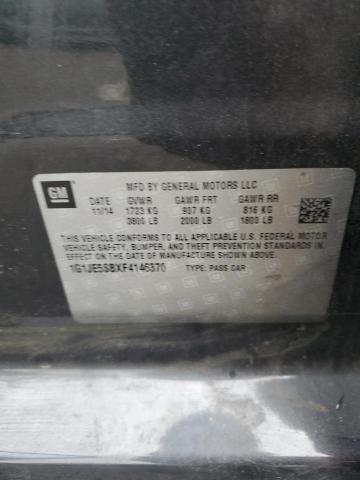 GM
MFD BY GENERAL MOTORS LLC
DATE GVWR GAWR FRT GAWR RR
11/14 1723 KG 907 KG 816 KG
3800 LB 2000 LB 1800 LB
THIS VEHICLE CONFORMS TO ALL APPLICABLE U.S. FEDERAL MOTOR
VEHICLE SAFETY, BUMPER, AND THEFT PREVENTION STANDARDS IN
EFFECT ON THE DATE OF MANUFACTURE SHOWN ABOVE.
1G1JE5SBXF4146370 TYPE: PASS CAR